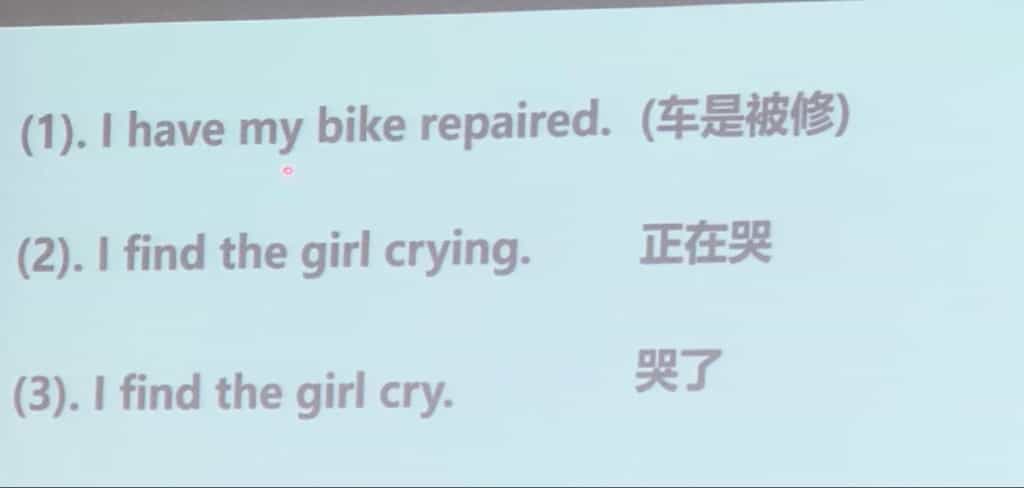 (1). I have my bike repaired. (车是被修)
(2). I find the girl crying. 正在哭
(3). I find the girl cry. 哭了